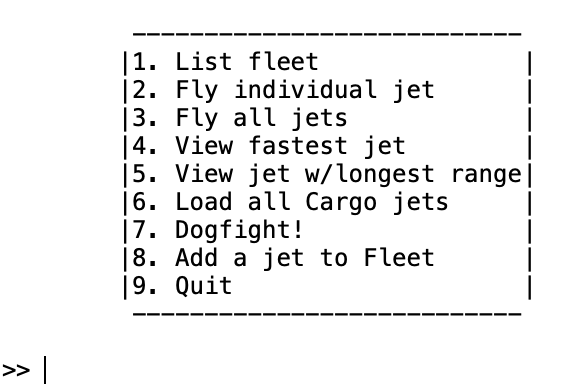 ---------------------------
|1. List fleet              |
|2. Fly individual jet      |
|3. Fly all jets            |
|4. View fastest jet        |
|5. View jet w/longest range|
|6. Load all Cargo jets     |
|7. Dogfight!               |
|8. Add a jet to Fleet      |
|9. Quit                    |
---------------------------
>>